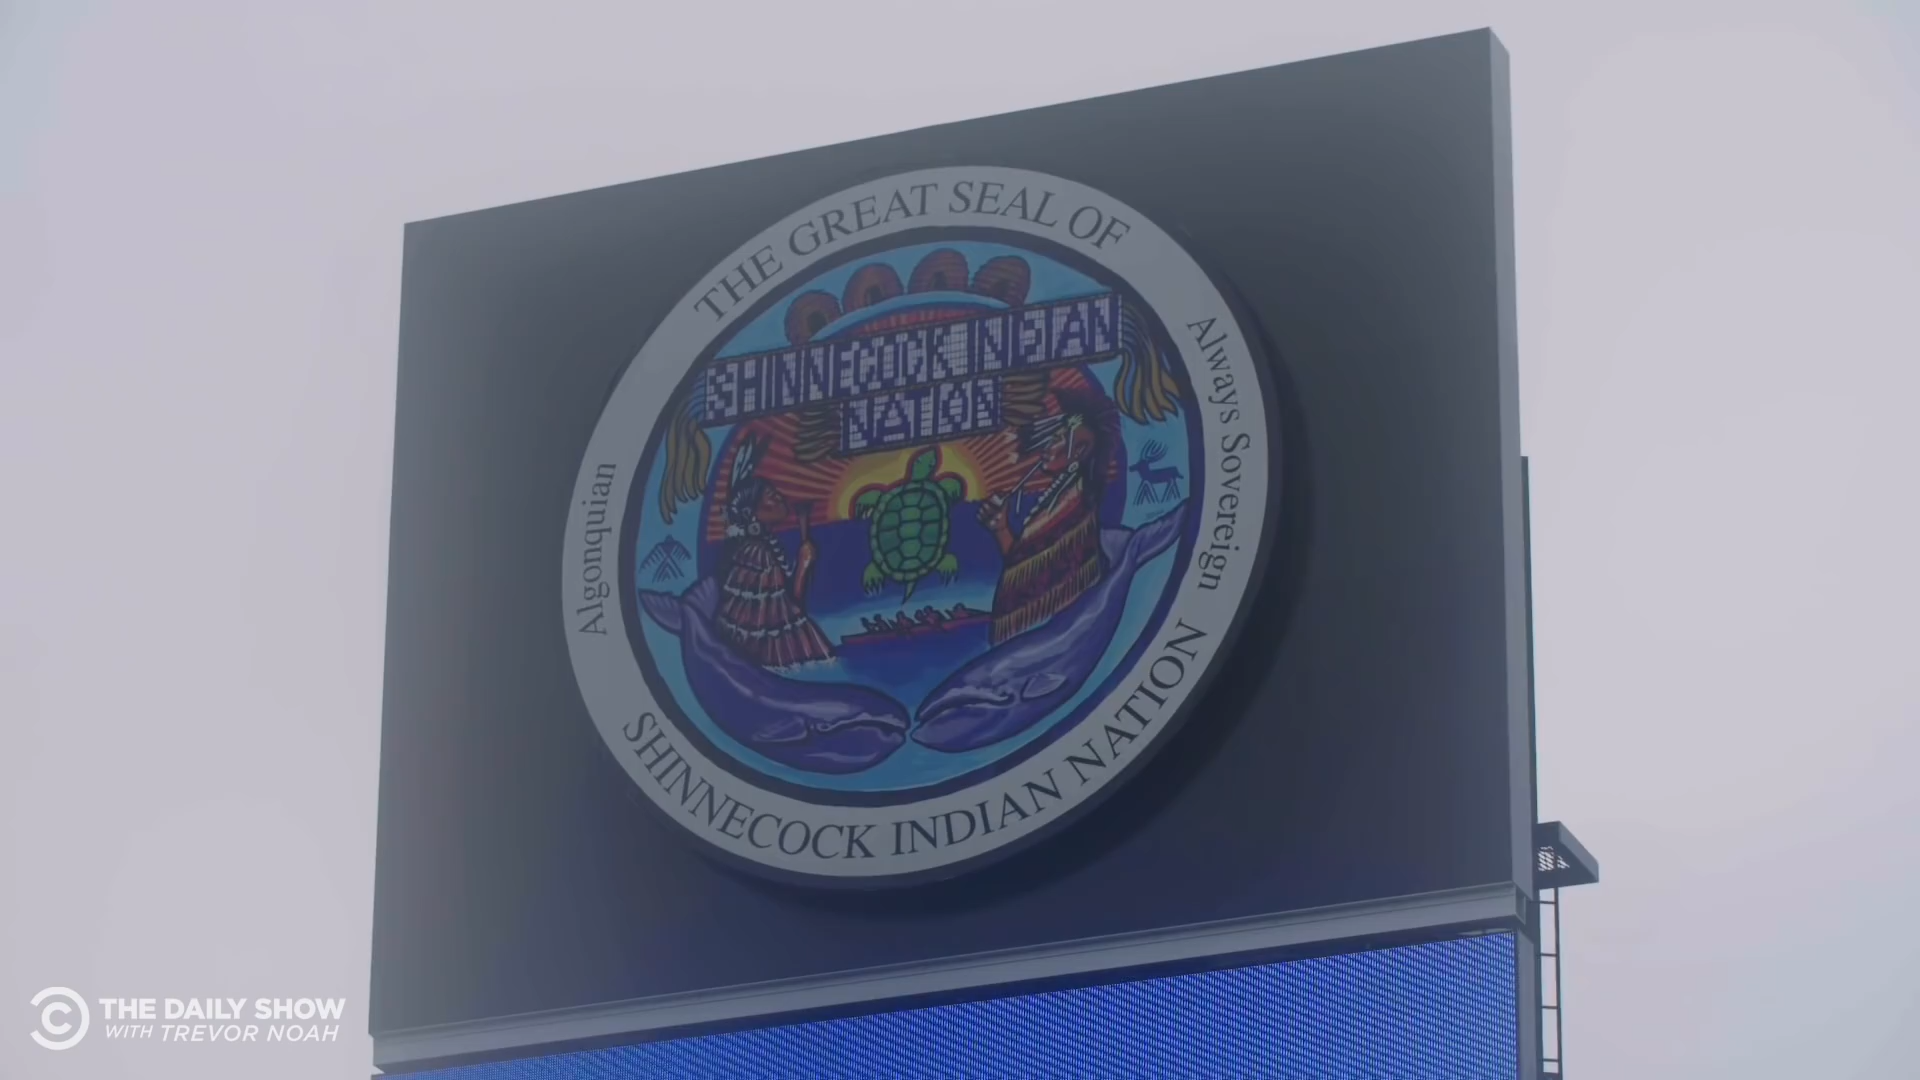 THE GREAT SEAL OF
Algonquian
Always Sovereign
SHINNECOCK INDIAN
NATION
SHINNECOCK INDIAN NATION
THE DAILY SHOW
WITH TREVOR NOAH